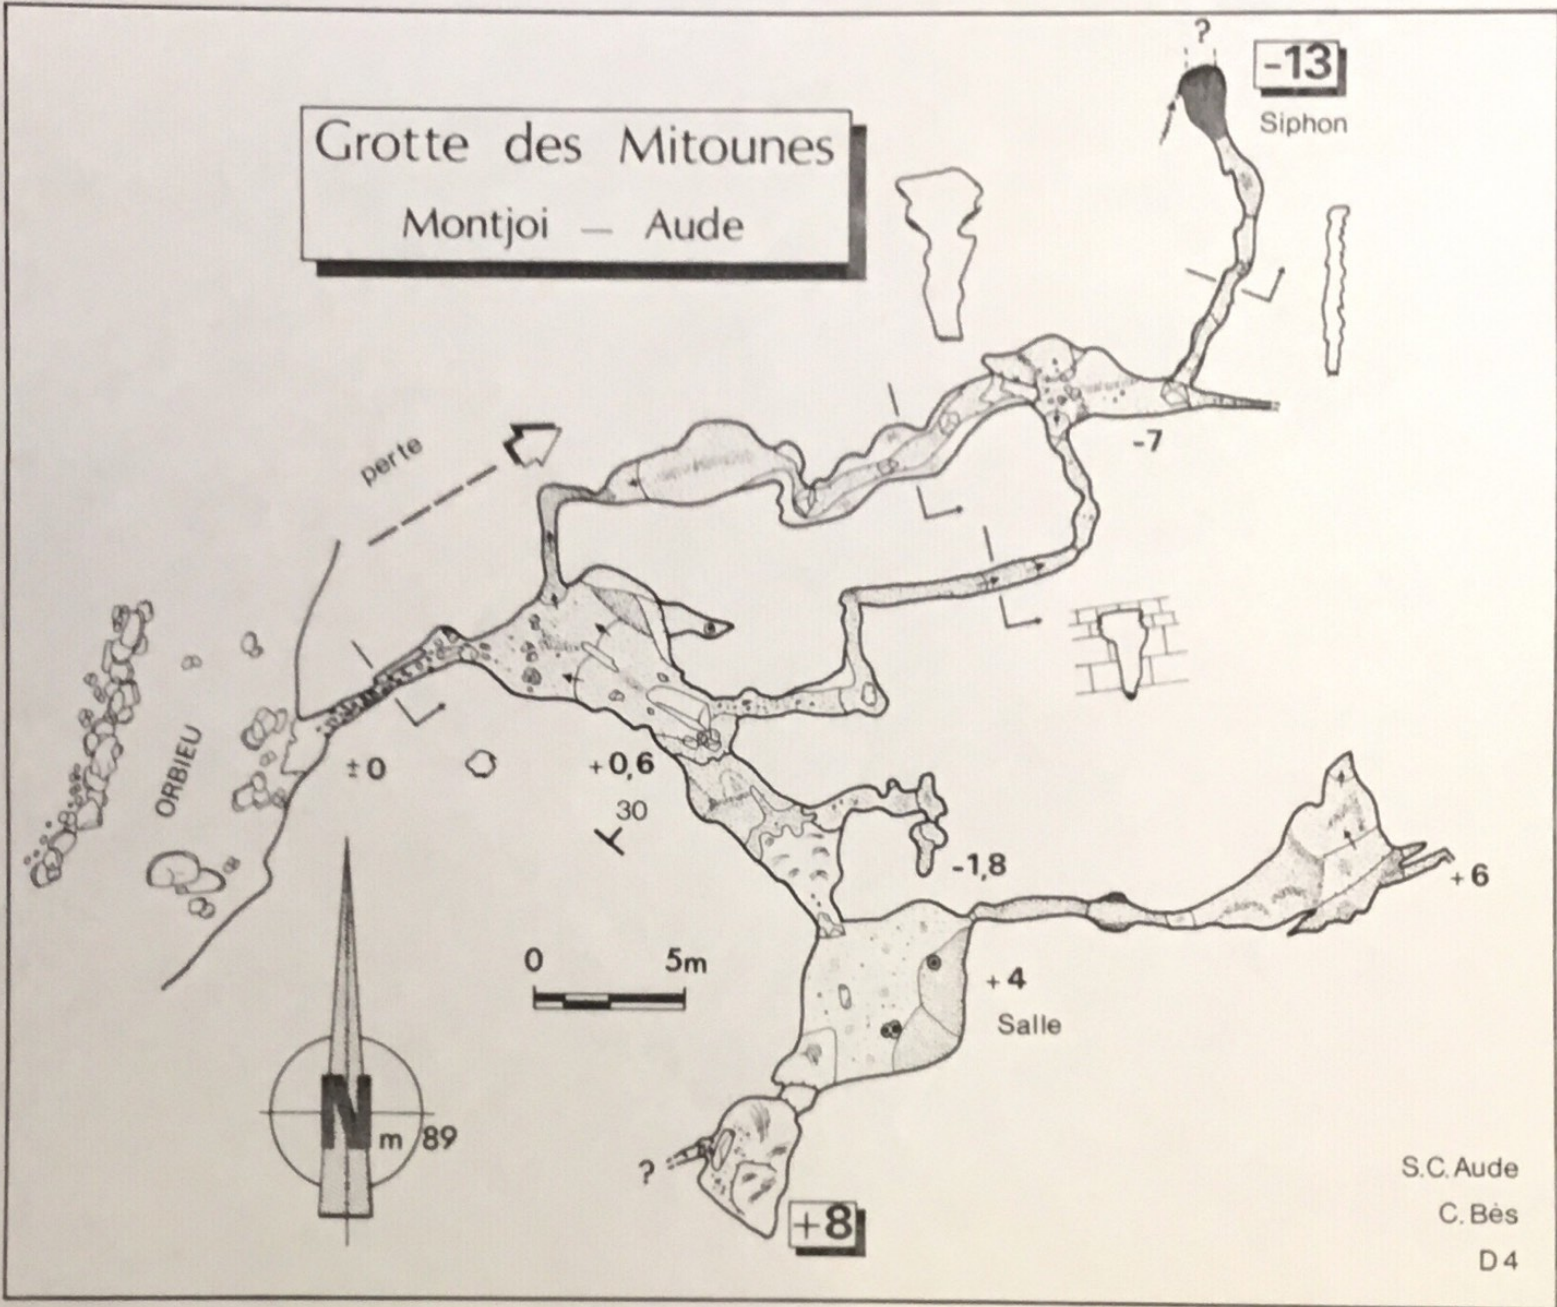 ?
-13
Siphon
Grotte des Mitounes
Montjoi — Aude
perte
-7
ORBIEU
± 0
+0,6
30
-1,8
+6
0 5m
+4
Salle
N
m 89
?
+8
S.C. Aude
C. Bès
D4